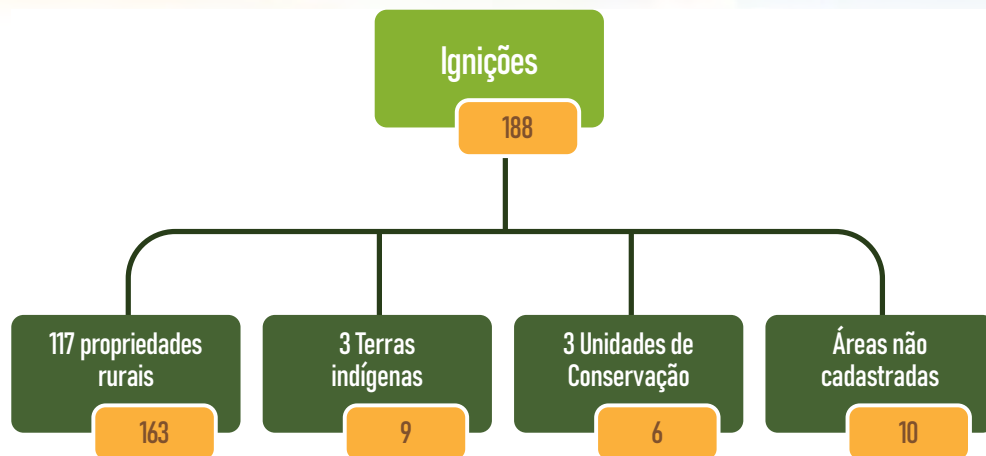 Ignições
188
117 propriedades
rurais
163
3 Terras
indígenas
9
3 Unidades de
Conservação
6
Áreas não
cadastradas
10